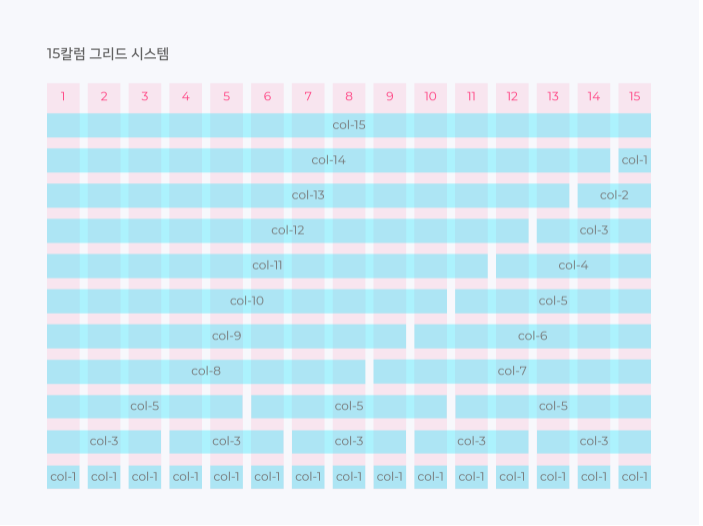 15칼럼 그리드 시스템
1 2 3 4 5 6 7 8 9 10 11 12 13 14 15
col-15
col-14 col-1
col-13 col-2
col-12 col-3
col-11 col-4
col-10 col-5
col-9 col-6
col-8 col-7
col-5 col-5 col-5
col-3 col-3 col-3 col-3 col-3
col-1 col-1 col-1 col-1 col-1 col-1 col-1 col-1 col-1 col-1 col-1 col-1 col-1 col-1 col-1